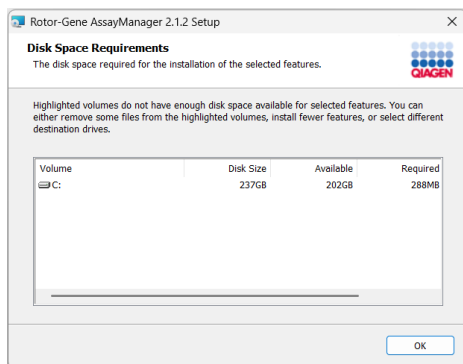 Rotor-Gene AssayManager 2.1.2 Setup
Disk Space Requirements
The disk space required for the installation of the selected features.
QIAGEN
Highlighted volumes do not have enough disk space available for selected features. You can
either remove some files from the highlighted volumes, install fewer features, or select different
destination drives.
Volume Disk Size Available Required
C: 237GB 202GB 288MB
OK